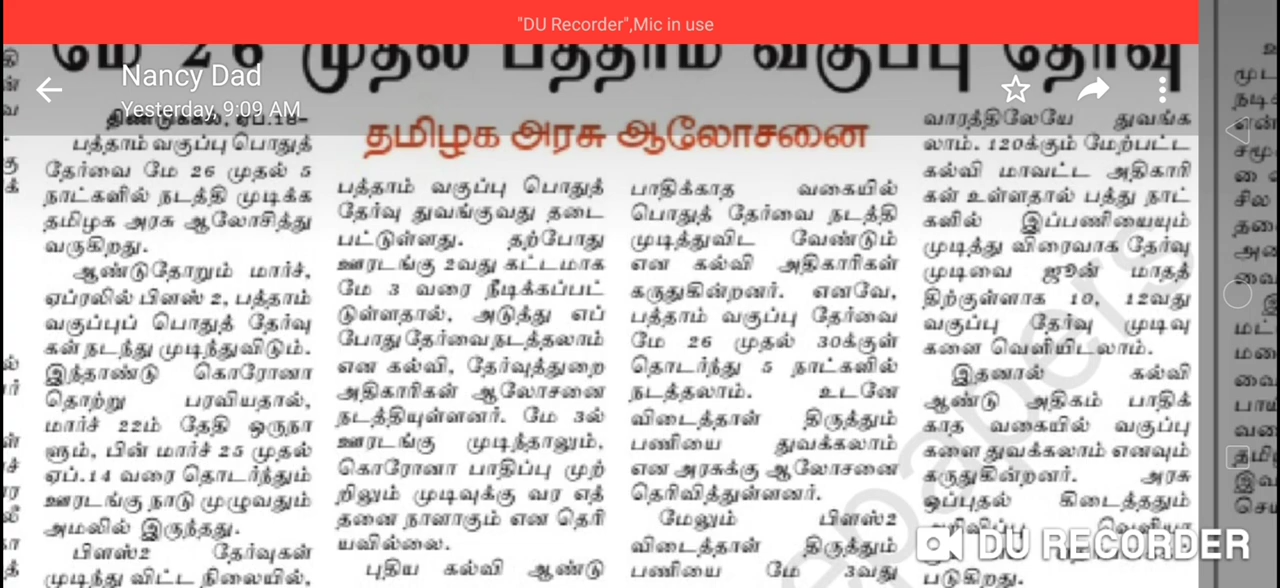 "DU Recorder",Mic in use
மே 26 முதல் பத்தாம் வகுப்பு தேர்வு
Nancy Dad
Yesterday, 9:09 AM
தமிழக அரசு ஆலோசனை
திண்டுக்கல், ஏப்.18-
பத்தாம் வகுப்பு பொதுத்
தேர்வை மே 26 முதல் 5
நாட்களில் நடத்தி முடிக்க
தமிழக அரசு ஆலோசித்து
வருகிறது.
ஆண்டுதோறும் மார்ச்,
ஏப்ரலில் பிளஸ் 2, பத்தாம்
வகுப்புப் பொதுத் தேர்வு
கள் நடந்து முடிந்துவிடும்.
இந்தாண்டு கொரோனா
தொற்று பரவியதால்,
மார்ச் 22ம் தேதி ஒருநா
ளும், பின் மார்ச் 25 முதல்
ஏப்.14 வரை தொடர்ந்தும்
ஊரடங்கு நாடு முழுவதும்
அமலில் இருந்தது.
பிளஸ்2 தேர்வுகள்
முடிந்து விட்ட நிலையில்,
பத்தாம் வகுப்பு பொதுத்
தேர்வு துவங்குவது தடை
பட்டுள்ளது. தற்போது
ஊரடங்கு 2வது கட்டமாக
மே 3 வரை நீடிக்கப்பட்
டுள்ளதால், அடுத்து எப்
போது தேர்வை நடத்தலாம்
என கல்வி, தேர்வுத்துறை
அதிகாரிகள் ஆலோசனை
நடத்தியுள்ளனர். மே 3ல்
ஊரடங்கு முடிந்தாலும்,
கொரோனா பாதிப்பு முற்
றிலும் முடிவுக்கு வர எத்
தனை நாளாகும் என தெரி
யவில்லை.
புதிய கல்வி ஆண்டு
பாதிக்காத வகையில்
பொதுத் தேர்வை நடத்தி
முடித்துவிட வேண்டும்
என கல்வி அதிகாரிகள்
கருதுகின்றனர். எனவே,
பத்தாம் வகுப்பு தேர்வை
மே 26 முதல் 30க்குள்
தொடர்ந்து 5 நாட்களில்
நடத்தலாம். உடனே
விடைத்தாள் திருத்தும்
பணியை துவக்கலாம்
என அரசுக்கு ஆலோசனை
தெரிவித்துள்ளனர்.
மேலும் பிளஸ்2
விடைத்தாள் திருத்தும்
பணியை மே 3வது
வாரத்திலேயே துவங்க
லாம். 120க்கும் மேற்பட்ட
கல்வி மாவட்ட அதிகாரி
கள் உள்ளதால் பத்து நாட்
களில் இப்பணியையும்
முடித்து விரைவாக தேர்வு
முடிவை ஜூன் மாதத்
திற்குள்ளாக 10, 12வது
வகுப்பு தேர்வு முடிவு
களை வெளியிடலாம்.
இதனால் கல்வி
ஆண்டு அதிகம் பாதிக்
காத வகையில் வகுப்பு
களை துவக்கலாம் எனவும்
கருதுகின்றனர். அரசு
ஒப்புதல் கிடைத்ததும்
படுகிறது.
DU RECORDER
epapers